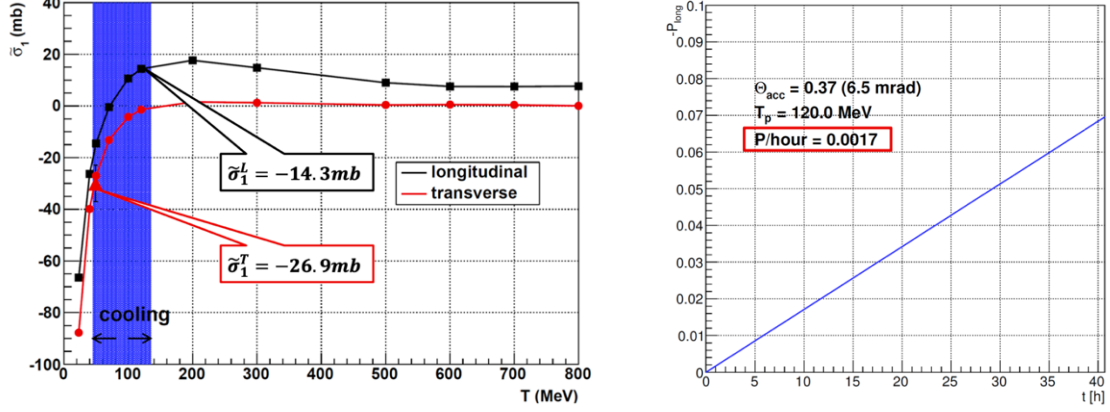 σ̃₁ (mb)
40
20
0
-20
-40
-60
-80
-100
σ̃₁ᴸ = −14.3mb
longitudinal
transverse
σ̃₁ᵀ = −26.9mb
cooling
0 100 200 300 400 500 600 700 800
T (MeV)
-P_long
0.1
0.09
0.08
0.07
0.06
0.05
0.04
0.03
0.02
0.01
0
Θ_acc = 0.37 (6.5 mrad)
T_p = 120.0 MeV
P/hour = 0.0017
0 5 10 15 20 25 30 35 40
t [h]